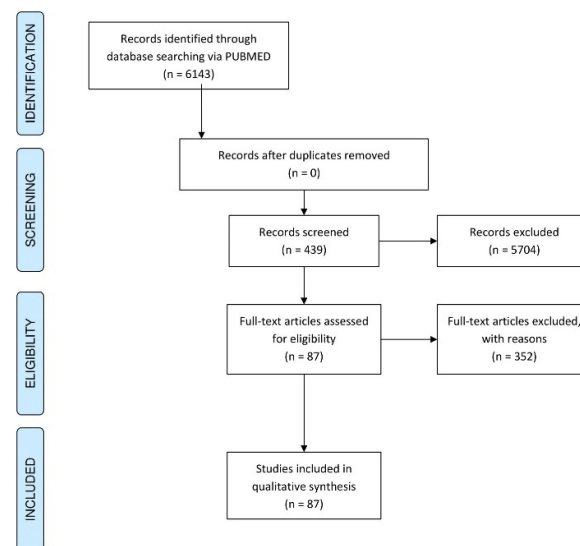 IDENTIFICATION
Records identified through
database searching via PUBMED
(n = 6143)
Records after duplicates removed
(n = 0)
SCREENING
Records screened
(n = 439)
Records excluded
(n = 5704)
ELIGIBILITY
Full-text articles assessed
for eligibility
(n = 87)
Full-text articles excluded,
with reasons
(n = 352)
INCLUDED
Studies included in
qualitative synthesis
(n = 87)